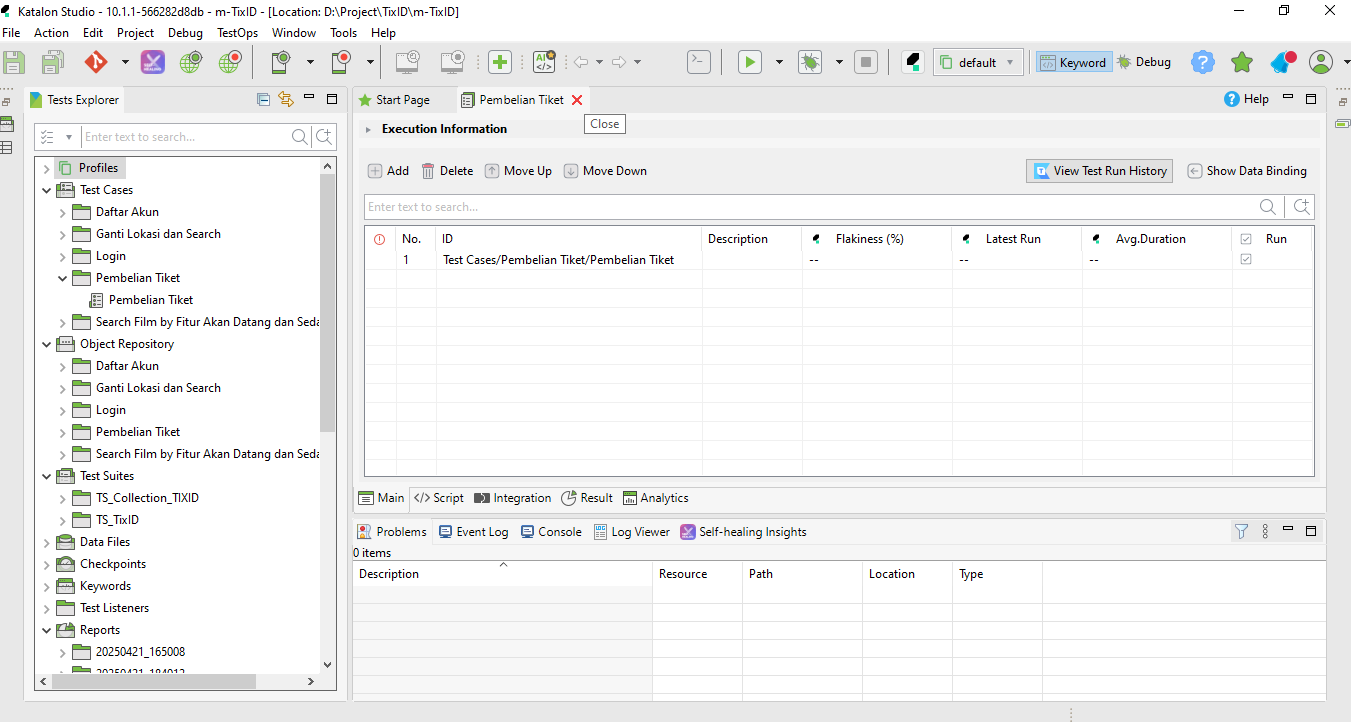 Katalon Studio - 10.1.1-566282d8db - m-TixID - [Location: D:\Project\TixID\m-TixID]
File Action Edit Project Debug TestOps Window Tools Help
default Keyword Debug
Tests Explorer
Enter text to search...
Profiles
Test Cases
Daftar Akun
Ganti Lokasi dan Search
Login
Pembelian Tiket
Pembelian Tiket
Search Film by Fitur Akan Datang dan Seda
Object Repository
Daftar Akun
Ganti Lokasi dan Search
Login
Pembelian Tiket
Search Film by Fitur Akan Datang dan Seda
Test Suites
TS_Collection_TIXID
TS_TixID
Data Files
Checkpoints
Keywords
Test Listeners
Reports
20250421_165008
20250421_184012
Start Page Pembelian Tiket Help
Close
Execution Information
Add Delete Move Up Move Down View Test Run History Show Data Binding
Enter text to search...
No. ID Description Flakiness (%) Latest Run Avg.Duration Run
1 Test Cases/Pembelian Tiket/Pembelian Tiket -- -- --
Main </> Script Integration Result Analytics
Problems Event Log Console Log Viewer Self-healing Insights
0 items
Description Resource Path Location Type